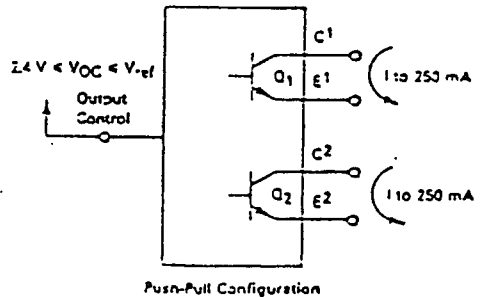 2.4 V ≤ VOC ≤ Vref
Output
Control
C1
Q1
E1
1 to 250 mA
C2
Q2
E2
1 to 250 mA
Push-Pull Configuration